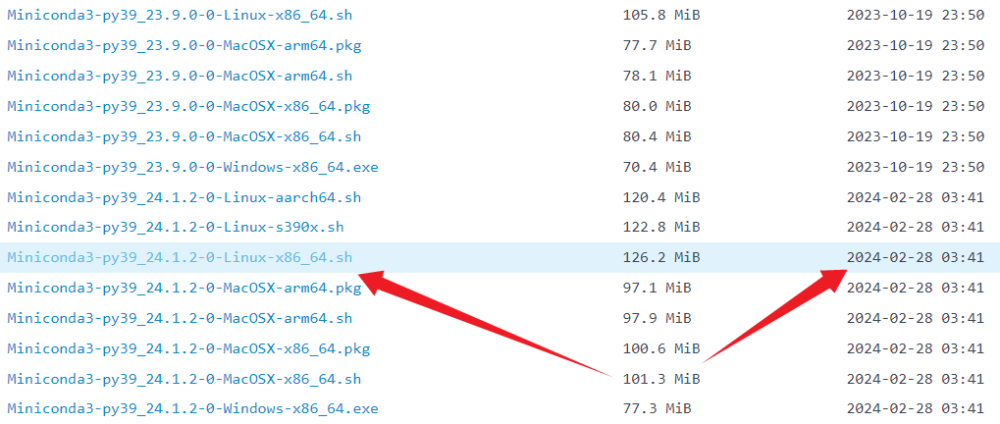 Miniconda3-py39_23.9.0-0-Linux-x86_64.sh 105.8 MiB 2023-10-19 23:50
Miniconda3-py39_23.9.0-0-MacOSX-arm64.pkg 77.7 MiB 2023-10-19 23:50
Miniconda3-py39_23.9.0-0-MacOSX-arm64.sh 78.1 MiB 2023-10-19 23:50
Miniconda3-py39_23.9.0-0-MacOSX-x86_64.pkg 80.0 MiB 2023-10-19 23:50
Miniconda3-py39_23.9.0-0-MacOSX-x86_64.sh 80.4 MiB 2023-10-19 23:50
Miniconda3-py39_23.9.0-0-Windows-x86_64.exe 70.4 MiB 2023-10-19 23:50
Miniconda3-py39_24.1.2-0-Linux-aarch64.sh 120.4 MiB 2024-02-28 03:41
Miniconda3-py39_24.1.2-0-Linux-s390x.sh 122.8 MiB 2024-02-28 03:41
Miniconda3-py39_24.1.2-0-Linux-x86_64.sh 126.2 MiB 2024-02-28 03:41
Miniconda3-py39_24.1.2-0-MacOSX-arm64.pkg 97.1 MiB 2024-02-28 03:41
Miniconda3-py39_24.1.2-0-MacOSX-arm64.sh 97.9 MiB 2024-02-28 03:41
Miniconda3-py39_24.1.2-0-MacOSX-x86_64.pkg 100.6 MiB 2024-02-28 03:41
Miniconda3-py39_24.1.2-0-MacOSX-x86_64.sh 101.3 MiB 2024-02-28 03:41
Miniconda3-py39_24.1.2-0-Windows-x86_64.exe 77.3 MiB 2024-02-28 03:41